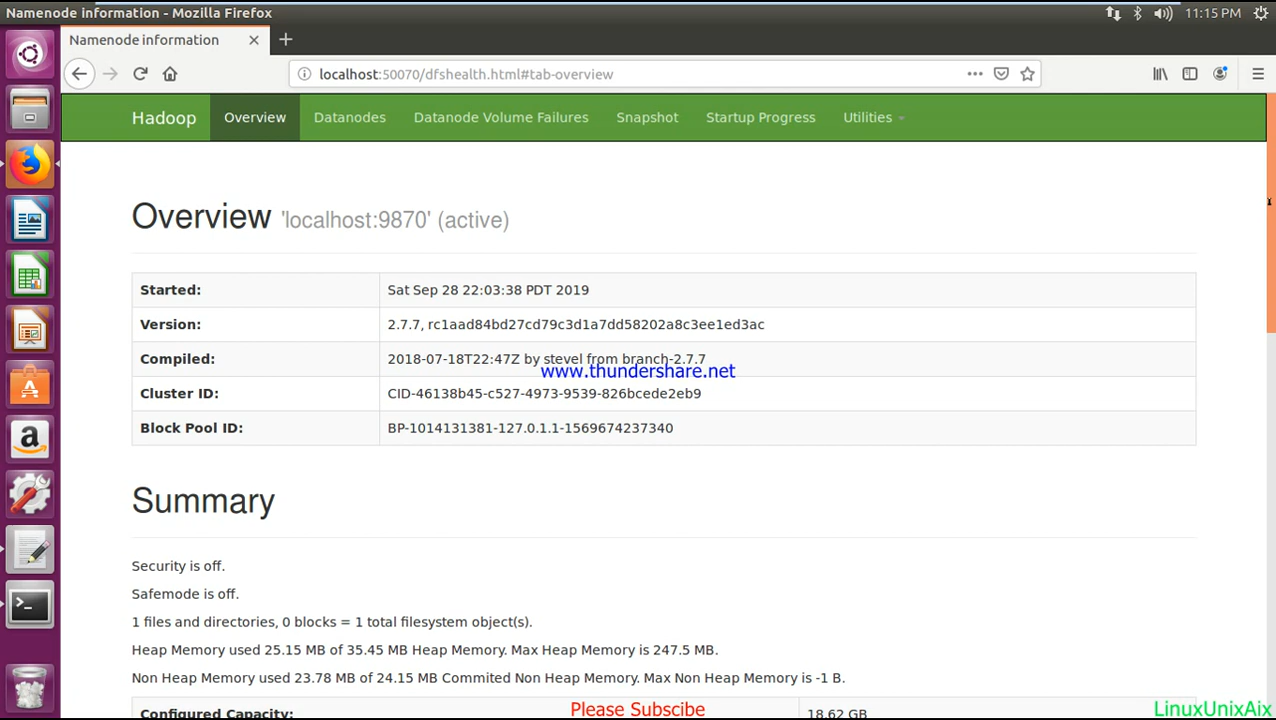 Namenode information - Mozilla Firefox
11:15 PM
Namenode information
localhost:50070/dfshealth.html#tab-overview
Hadoop Overview Datanodes Datanode Volume Failures Snapshot Startup Progress Utilities
Overview 'localhost:9870' (active)
Started: Sat Sep 28 22:03:38 PDT 2019
Version: 2.7.7, rc1aad84bd27cd79c3d1a7dd58202a8c3ee1ed3ac
Compiled: 2018-07-18T22:47Z by stevel from branch-2.7.7
www.thundershare.net
Cluster ID: CID-46138b45-c527-4973-9539-826bcede2eb9
Block Pool ID: BP-1014131381-127.0.1.1-1569674237340
Summary
Security is off.
Safemode is off.
1 files and directories, 0 blocks = 1 total filesystem object(s).
Heap Memory used 25.15 MB of 35.45 MB Heap Memory. Max Heap Memory is 247.5 MB.
Non Heap Memory used 23.78 MB of 24.15 MB Commited Non Heap Memory. Max Non Heap Memory is -1 B.
Configured Capacity: 18.62 GB
Please Subscibe
LinuxUnixAix